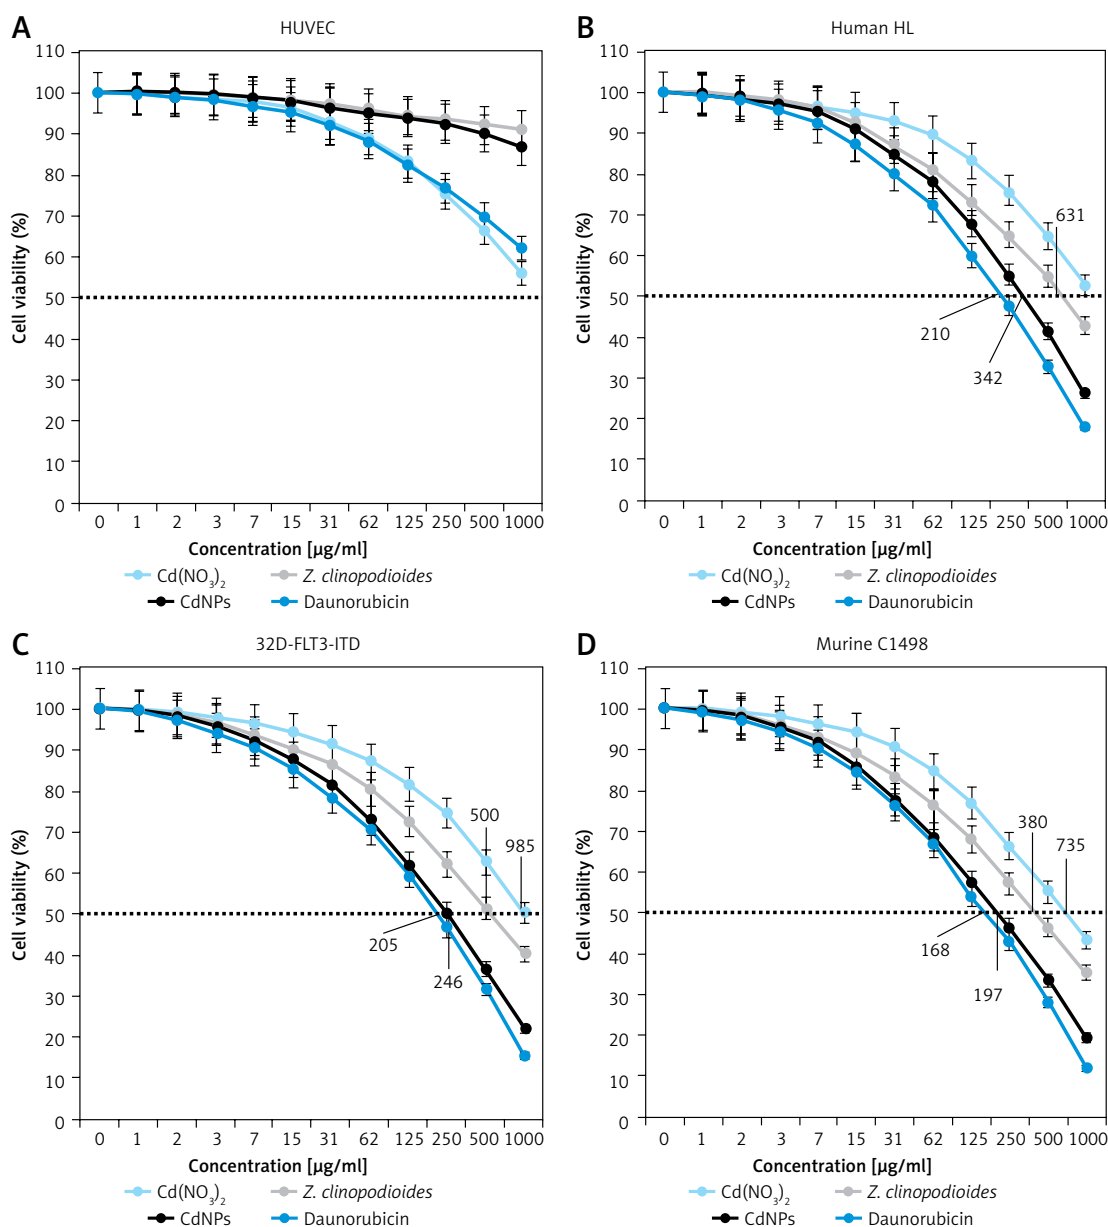 A
HUVEC
110
100
90
80
70
60
50
40
30
20
10
0
Cell viability (%)
0 1 2 3 7 15 31 62 125 250 500 1000
Concentration [µg/ml]
Cd(NO₃)₂ Z. clinopodioides
CdNPs Daunorubicin
B
Human HL
110
100
90
80
70
60
50
40
30
20
10
0
Cell viability (%)
631
210
342
0 1 2 3 7 15 31 62 125 250 500 1000
Concentration [µg/ml]
Cd(NO₃)₂ Z. clinopodioides
CdNPs Daunorubicin
C
32D-FLT3-ITD
110
100
90
80
70
60
50
40
30
20
10
0
Cell viability (%)
500
985
205
246
0 1 2 3 7 15 31 62 125 250 500 1000
Concentration [µg/ml]
Cd(NO₃)₂ Z. clinopodioides
CdNPs Daunorubicin
D
Murine C1498
110
100
90
80
70
60
50
40
30
20
10
0
Cell viability (%)
380
735
168
197
0 1 2 3 7 15 31 62 125 250 500 1000
Concentration [µg/ml]
Cd(NO₃)₂ Z. clinopodioides
CdNPs Daunorubicin